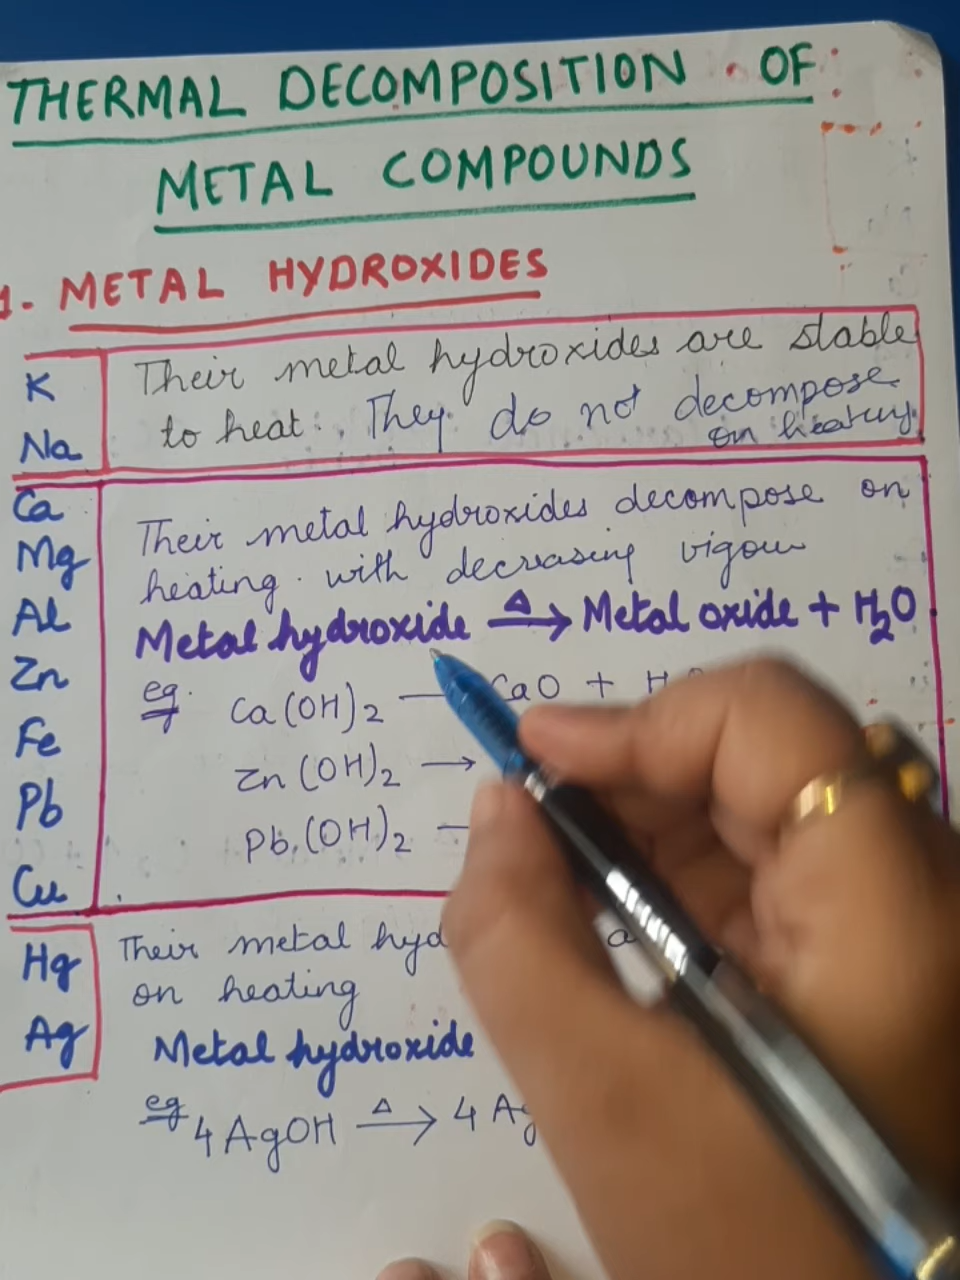 THERMAL DECOMPOSITION OF
METAL COMPOUNDS
1. METAL HYDROXIDES
K
Na
Their metal hydroxides are stable
to heat. They do not decompose
on heating
Ca
Mg
Al
Zn
Fe
Pb
Cu
Their metal hydroxides decompose on
heating with decreasing vigour
Metal hydroxide Δ→ Metal oxide + H₂O
eg. Ca(OH)₂ — CaO + H
Zn(OH)₂ →
Pb(OH)₂ —
Hg
Ag
Their metal hyd
on heating
Metal hydroxide
eg 4AgOH Δ→ 4Ag